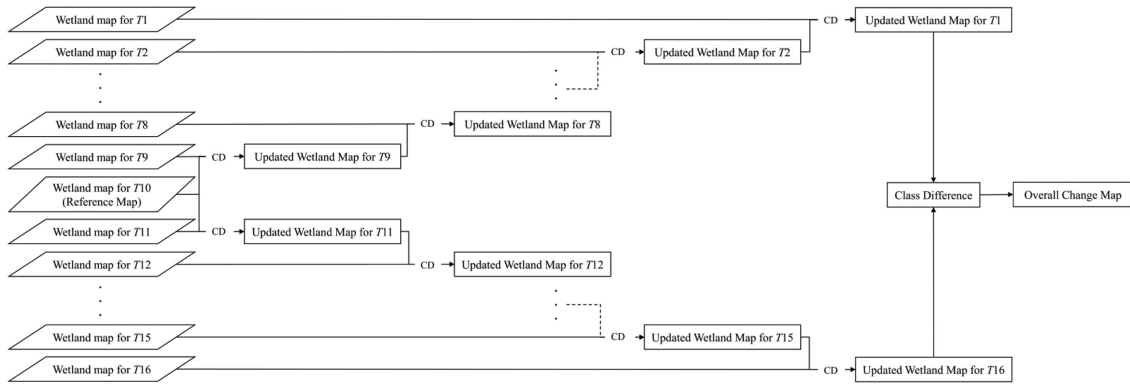 Wetland map for T1
CD
Updated Wetland Map for T1
Wetland map for T2
CD
Updated Wetland Map for T2
Wetland map for T8
CD
Updated Wetland Map for T8
Wetland map for T9
CD
Updated Wetland Map for T9
Wetland map for T10
(Reference Map)
Class Difference
Overall Change Map
Wetland map for T11
CD
Updated Wetland Map for T11
Wetland map for T12
CD
Updated Wetland Map for T12
Wetland map for T15
CD
Updated Wetland Map for T15
Wetland map for T16
CD
Updated Wetland Map for T16